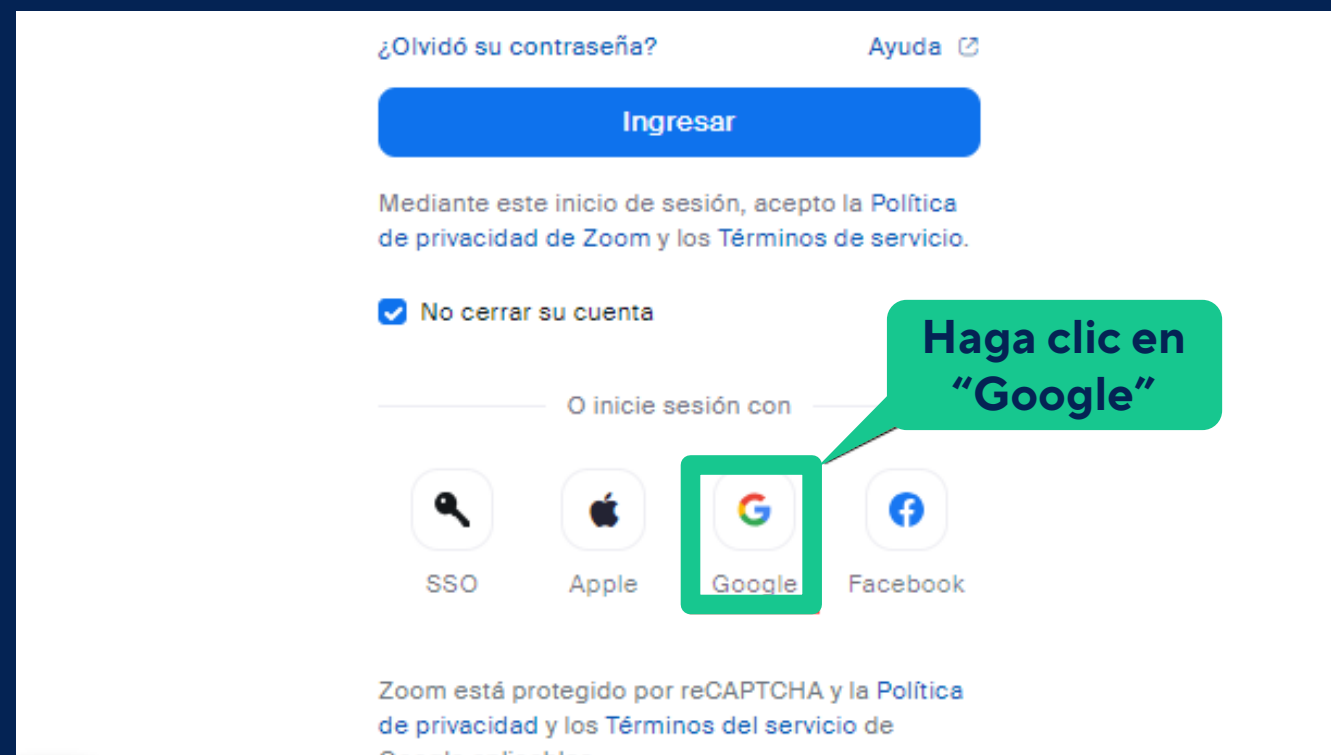 ¿Olvidó su contraseña? Ayuda
Ingresar
Mediante este inicio de sesión, acepto la Política
de privacidad de Zoom y los Términos de servicio.
No cerrar su cuenta
Haga clic en
“Google”
O inicie sesión con
SSO Apple Google Facebook
Zoom está protegido por reCAPTCHA y la Política
de privacidad y los Términos del servicio de